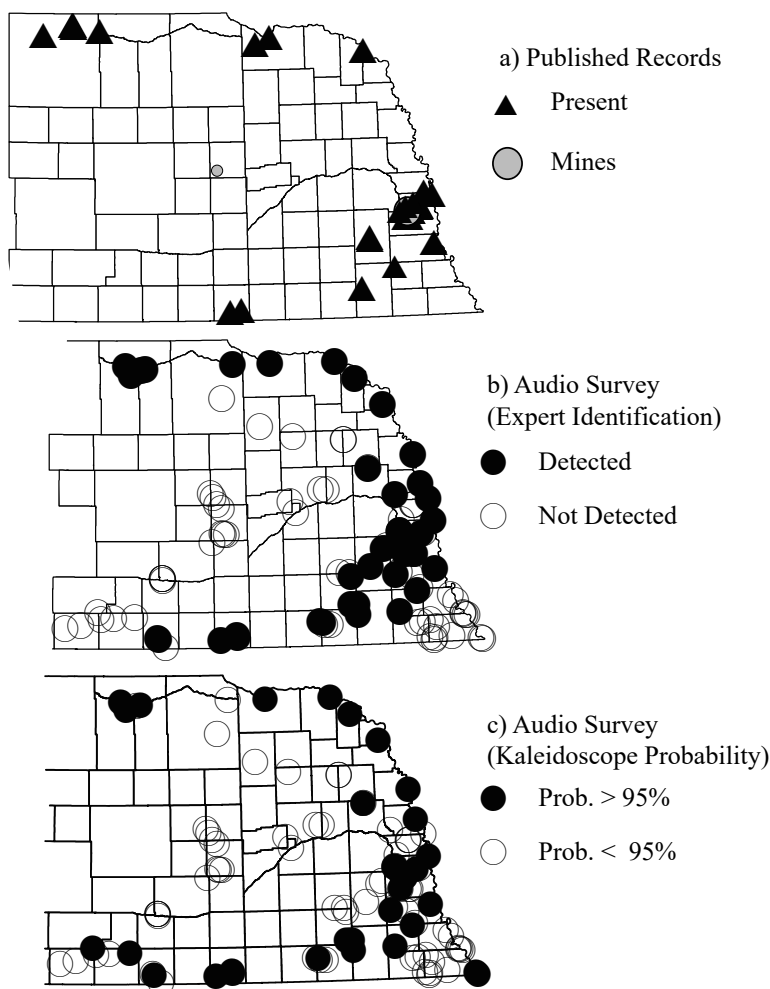 a) Published Records
Present
Mines
b) Audio Survey
(Expert Identification)
Detected
Not Detected
c) Audio Survey
(Kaleidoscope Probability)
Prob. > 95%
Prob. < 95%